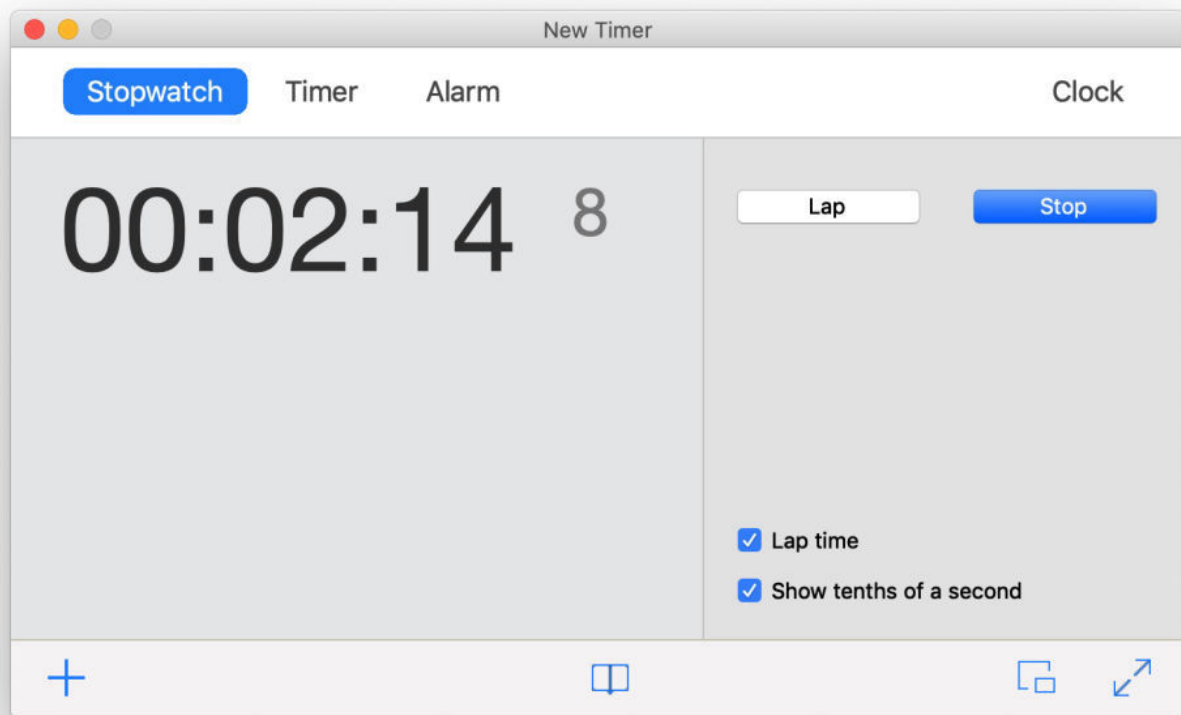 New Timer
Stopwatch Timer Alarm Clock
00:02:14 8
Lap Stop
Lap time
Show tenths of a second